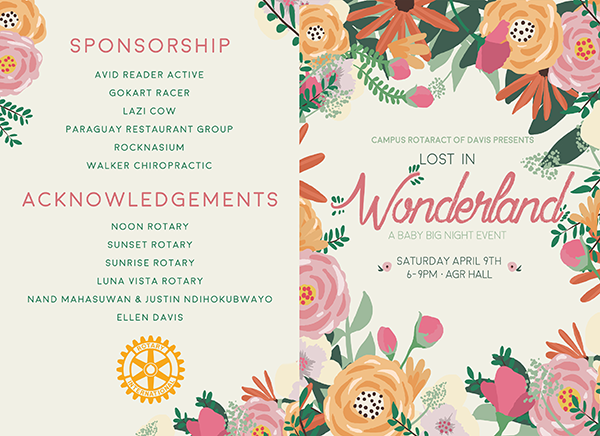 SPONSORSHIP
AVID READER ACTIVE
GOKART RACER
LAZI COW
PARAGUAY RESTAURANT GROUP
ROCKNASIUM
WALKER CHIROPRACTIC
ACKNOWLEDGEMENTS
NOON ROTARY
SUNSET ROTARY
SUNRISE ROTARY
LUNA VISTA ROTARY
NAND MAHASUWAN & JUSTIN NDIHOKUBWAYO
ELLEN DAVIS
ROTARY
INTERNATIONAL
CAMPUS ROTARACT OF DAVIS PRESENTS
LOST IN
Wonderland
A BABY BIG NIGHT EVENT
SATURDAY APRIL 9TH
6-9PM · AGR HALL